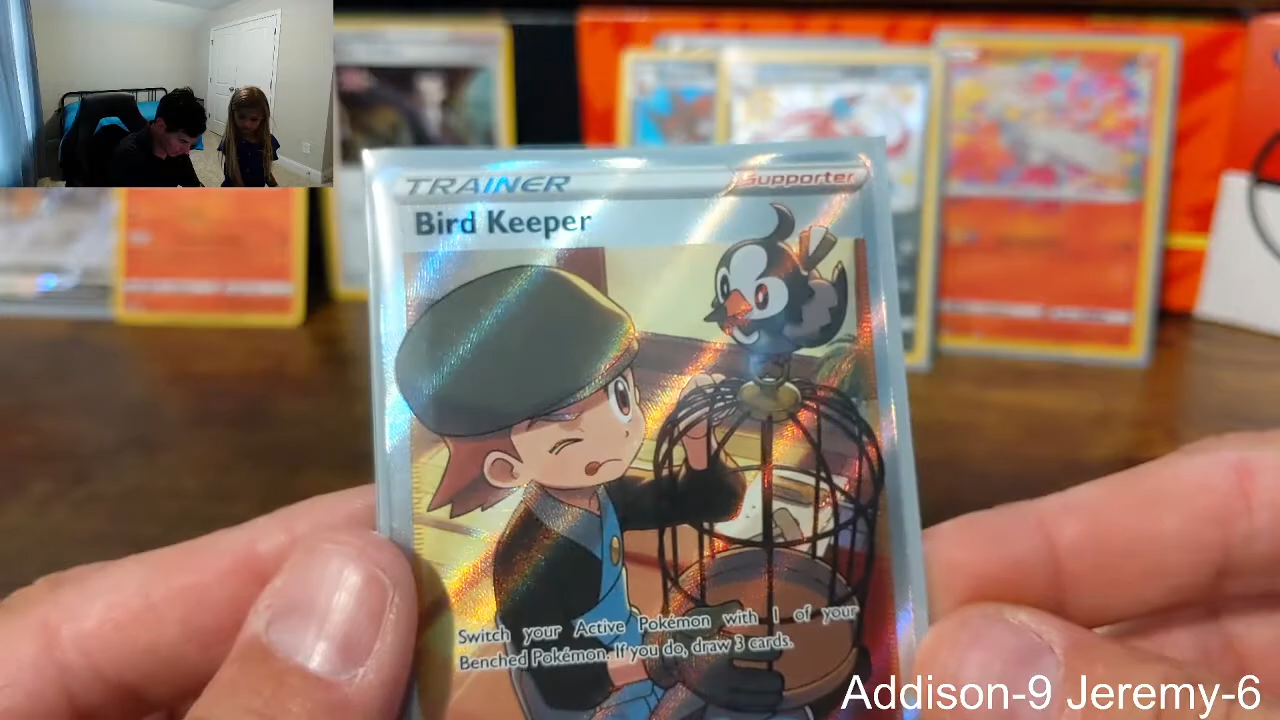 TRAINER Supporter
Bird Keeper
Switch your Active Pokémon with 1 of your
Benched Pokémon. If you do, draw 3 cards.
Addison-9 Jeremy-6